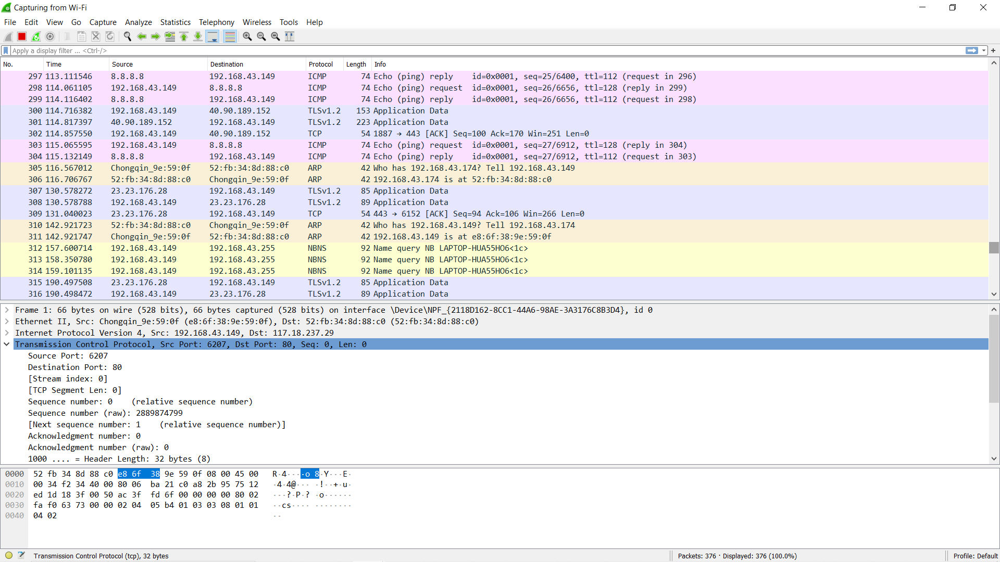 Capturing from Wi-Fi
File Edit View Go Capture Analyze Statistics Telephony Wireless Tools Help
Apply a display filter ... <Ctrl-/>
No. Time Source Destination Protocol Length Info
297 113.111546 8.8.8.8 192.168.43.149 ICMP 74 Echo (ping) reply id=0x0001, seq=25/6400, ttl=112 (request in 296)
298 114.061105 192.168.43.149 8.8.8.8 ICMP 74 Echo (ping) request id=0x0001, seq=26/6656, ttl=128 (reply in 299)
299 114.116402 8.8.8.8 192.168.43.149 ICMP 74 Echo (ping) reply id=0x0001, seq=26/6656, ttl=112 (request in 298)
300 114.716382 192.168.43.149 40.90.189.152 TLSv1.2 153 Application Data
301 114.817397 40.90.189.152 192.168.43.149 TLSv1.2 223 Application Data
302 114.857550 192.168.43.149 40.90.189.152 TCP 54 1887 → 443 [ACK] Seq=100 Ack=170 Win=251 Len=0
303 115.065595 192.168.43.149 8.8.8.8 ICMP 74 Echo (ping) request id=0x0001, seq=27/6912, ttl=128 (reply in 304)
304 115.132149 8.8.8.8 192.168.43.149 ICMP 74 Echo (ping) reply id=0x0001, seq=27/6912, ttl=112 (request in 303)
305 116.567012 Chongqin_9e:59:0f 52:fb:34:8d:88:c0 ARP 42 Who has 192.168.43.174? Tell 192.168.43.149
306 116.706767 52:fb:34:8d:88:c0 Chongqin_9e:59:0f ARP 42 192.168.43.174 is at 52:fb:34:8d:88:c0
307 130.578272 23.23.176.28 192.168.43.149 TLSv1.2 85 Application Data
308 130.578788 192.168.43.149 23.23.176.28 TLSv1.2 89 Application Data
309 131.040023 23.23.176.28 192.168.43.149 TCP 54 443 → 6152 [ACK] Seq=94 Ack=106 Win=266 Len=0
310 142.921723 52:fb:34:8d:88:c0 Chongqin_9e:59:0f ARP 42 Who has 192.168.43.149? Tell 192.168.43.174
311 142.921747 Chongqin_9e:59:0f 52:fb:34:8d:88:c0 ARP 42 192.168.43.149 is at e8:6f:38:9e:59:0f
312 157.600714 192.168.43.149 192.168.43.255 NBNS 92 Name query NB LAPTOP-HUA55HO6<1c>
313 158.350780 192.168.43.149 192.168.43.255 NBNS 92 Name query NB LAPTOP-HUA55HO6<1c>
314 159.101135 192.168.43.149 192.168.43.255 NBNS 92 Name query NB LAPTOP-HUA55HO6<1c>
315 190.497508 23.23.176.28 192.168.43.149 TLSv1.2 85 Application Data
316 190.498472 192.168.43.149 23.23.176.28 TLSv1.2 89 Application Data
Frame 1: 66 bytes on wire (528 bits), 66 bytes captured (528 bits) on interface \Device\NPF_{2118D162-8CC1-44A6-98AE-3A3176C8B3D4}, id 0
Ethernet II, Src: Chongqin_9e:59:0f (e8:6f:38:9e:59:0f), Dst: 52:fb:34:8d:88:c0 (52:fb:34:8d:88:c0)
Internet Protocol Version 4, Src: 192.168.43.149, Dst: 117.18.237.29
Transmission Control Protocol, Src Port: 6207, Dst Port: 80, Seq: 0, Len: 0
Source Port: 6207
Destination Port: 80
[Stream index: 0]
[TCP Segment Len: 0]
Sequence number: 0 (relative sequence number)
Sequence number (raw): 2889874799
[Next sequence number: 1 (relative sequence number)]
Acknowledgment number: 0
Acknowledgment number (raw): 0
1000 .... = Header Length: 32 bytes (8)
0000 52 fb 34 8d 88 c0 e8 6f 38 9e 59 0f 08 00 45 00 R·4····o 8·Y···E·
0010 00 34 f2 34 40 00 80 06 ba 21 c0 a8 2b 95 75 12 ·4·4@··· ·!··+·u·
0020 ed 1d 18 3f 00 50 ac 3f fd 6f 00 00 00 00 80 02 ···?·P·? ·o······
0030 fa f0 63 73 00 00 02 04 05 b4 01 03 03 08 01 01 ··cs···· ········
0040 04 02 ··
Transmission Control Protocol (tcp), 32 bytes
Packets: 376 · Displayed: 376 (100.0%)
Profile: Default